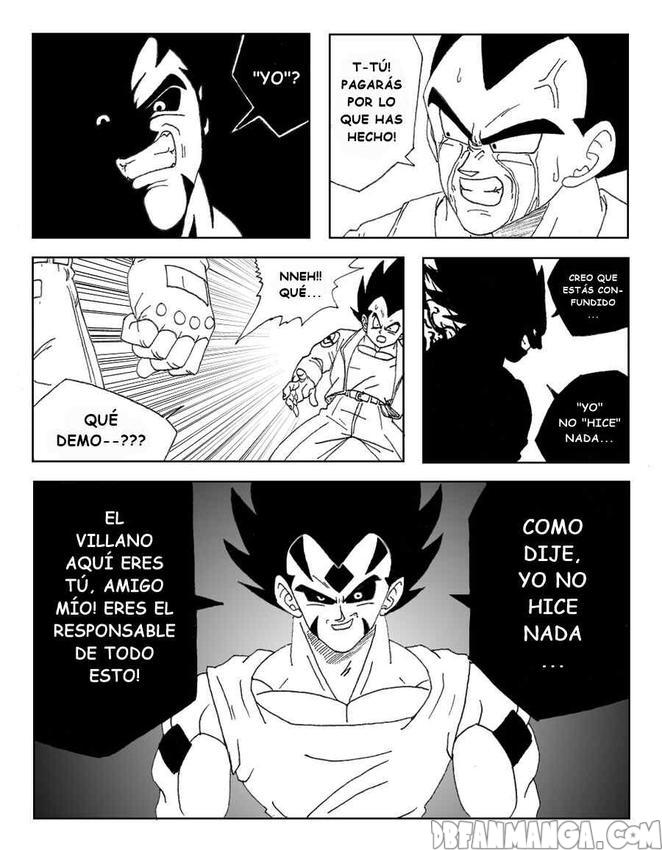 "YO"?
T-TÚ!
PAGARÁS
POR LO
QUE HAS
HECHO!
NNEH!!
QUÉ...
QUÉ
DEMO--???
CREO QUE
ESTÁS CON-
FUNDIDO
...
"YO"
NO "HICE"
NADA...
EL
VILLANO
AQUÍ ERES
TÚ, AMIGO
MÍO! ERES EL
RESPONSABLE
DE TODO
ESTO!
COMO
DIJE,
YO NO
HICE
NADA
...
DBFANMANGA.COM